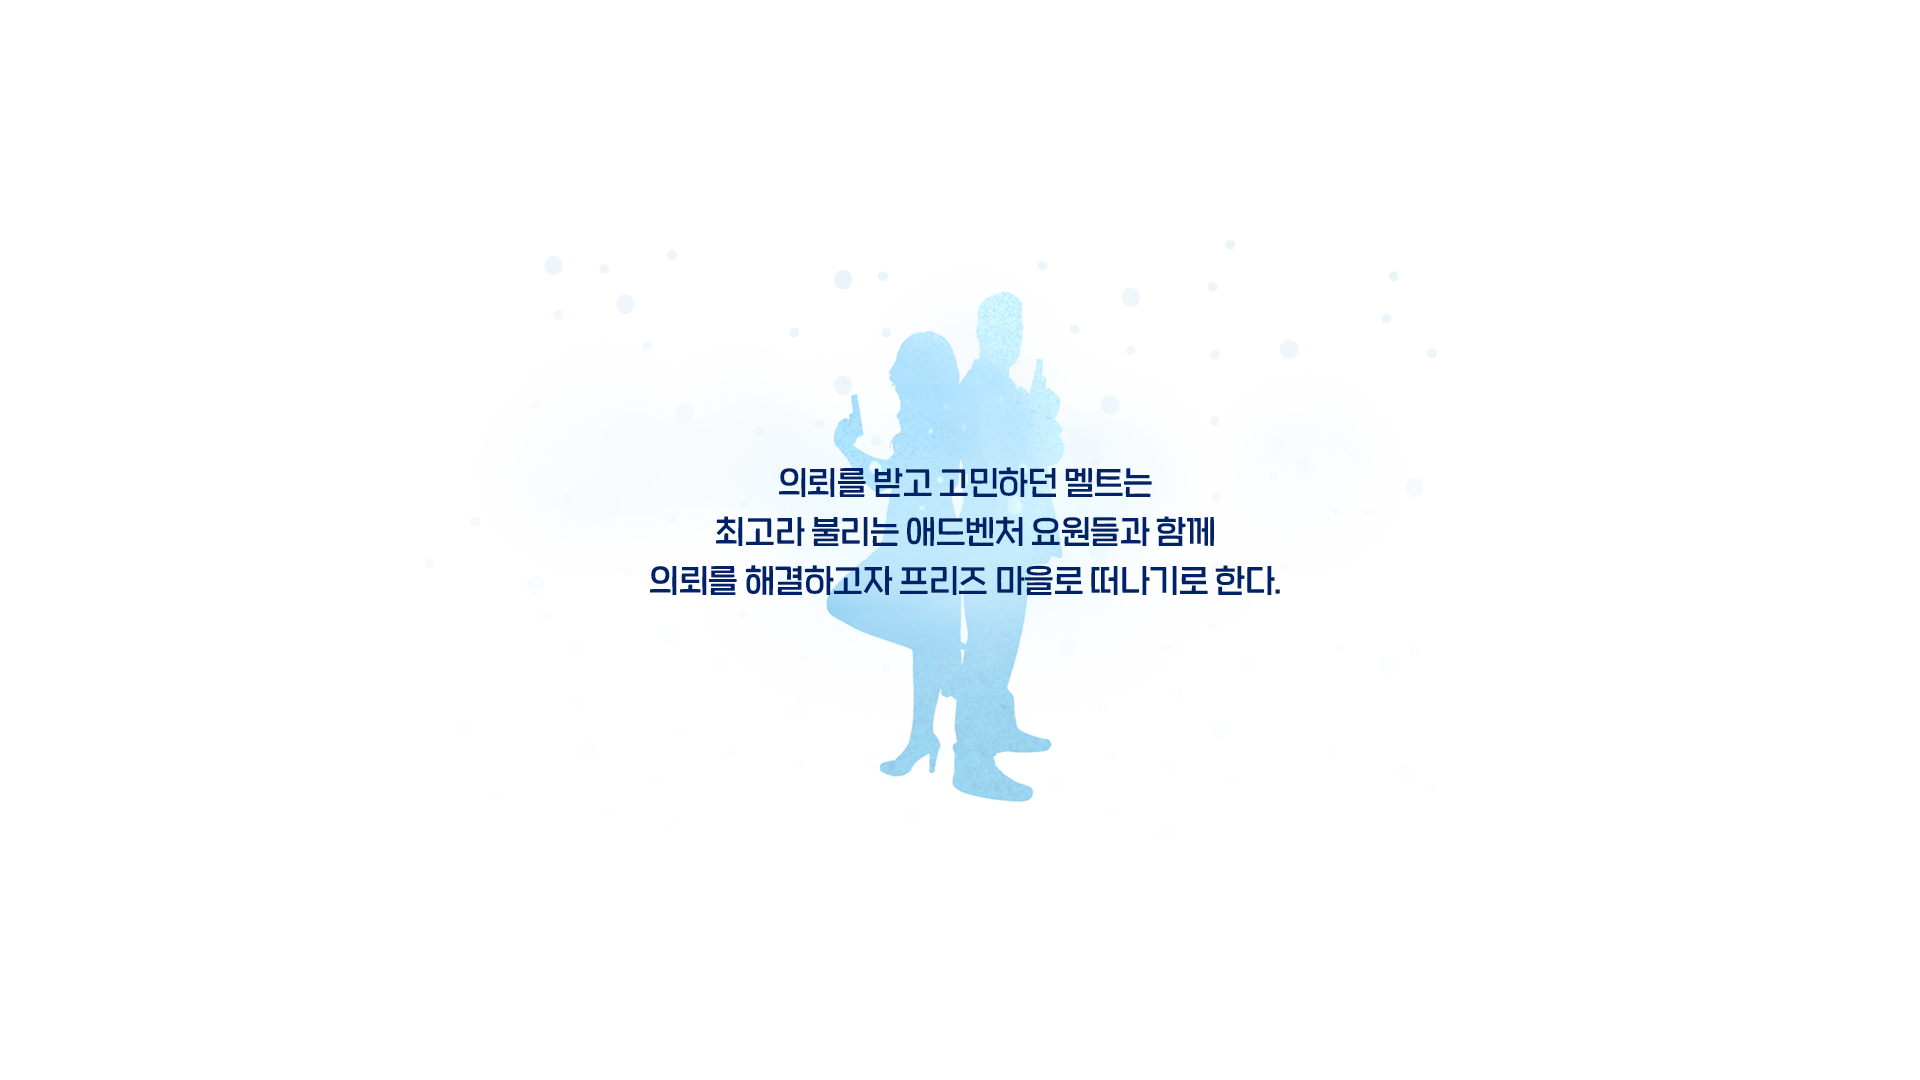 의뢰를 받고 고민하던 멜트는
최고라 불리는 애드벤처 요원들과 함께
의뢰를 해결하고자 프리즈 마을로 떠나기로 한다.